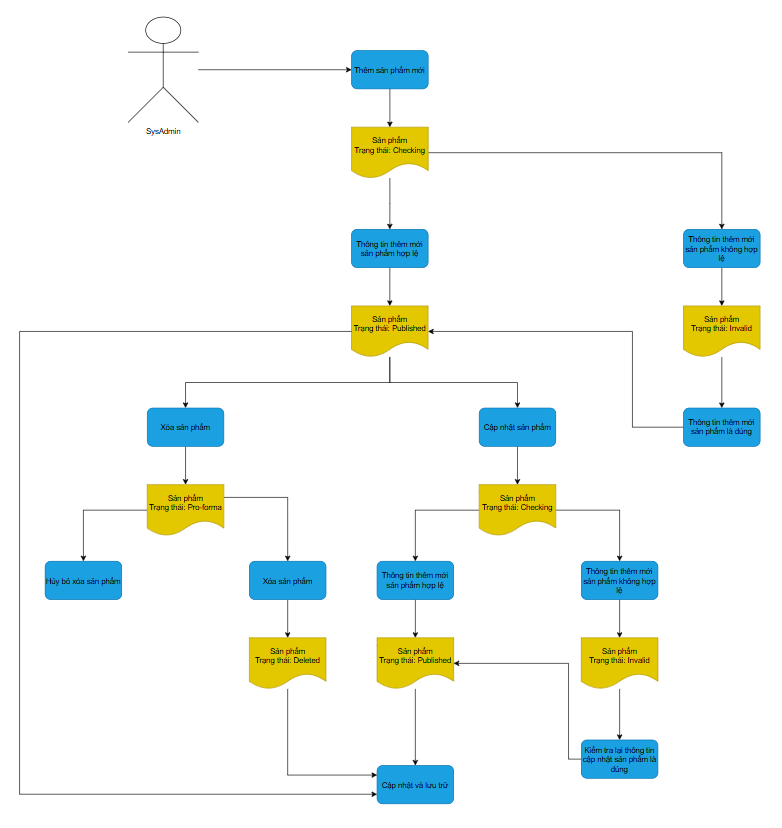 SysAdmin
Thêm sản phẩm mới
Sản phẩm
Trạng thái: Checking
Thông tin thêm mới
sản phẩm hợp lệ
Thông tin thêm mới
sản phẩm không hợp
lệ
Sản phẩm
Trạng thái: Published
Sản phẩm
Trạng thái: Invalid
Xóa sản phẩm
Cập nhật sản phẩm
Thông tin thêm mới
sản phẩm là đúng
Sản phẩm
Trạng thái: Pro-forma
Sản phẩm
Trạng thái: Checking
Hủy bỏ xóa sản phẩm
Xóa sản phẩm
Thông tin thêm mới
sản phẩm hợp lệ
Thông tin thêm mới
sản phẩm không hợp
lệ
Sản phẩm
Trạng thái: Deleted
Sản phẩm
Trạng thái: Published
Sản phẩm
Trạng thái: Invalid
Kiểm tra lại thông tin
cập nhật sản phẩm là
đúng
Cập nhật và lưu trữ